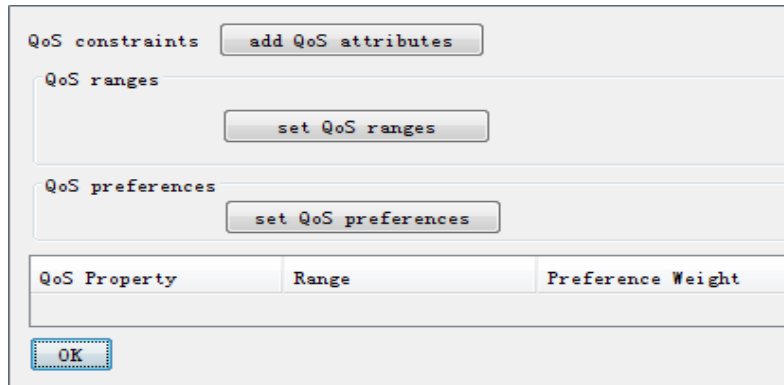 QoS constraints add QoS attributes
QoS ranges
set QoS ranges
QoS preferences
set QoS preferences
QoS Property Range Preference Weight
OK